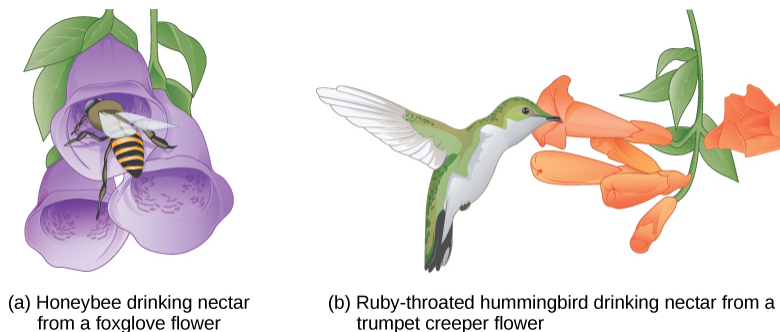 (a) Honeybee drinking nectar
from a foxglove flower
(b) Ruby-throated hummingbird drinking nectar from a
trumpet creeper flower